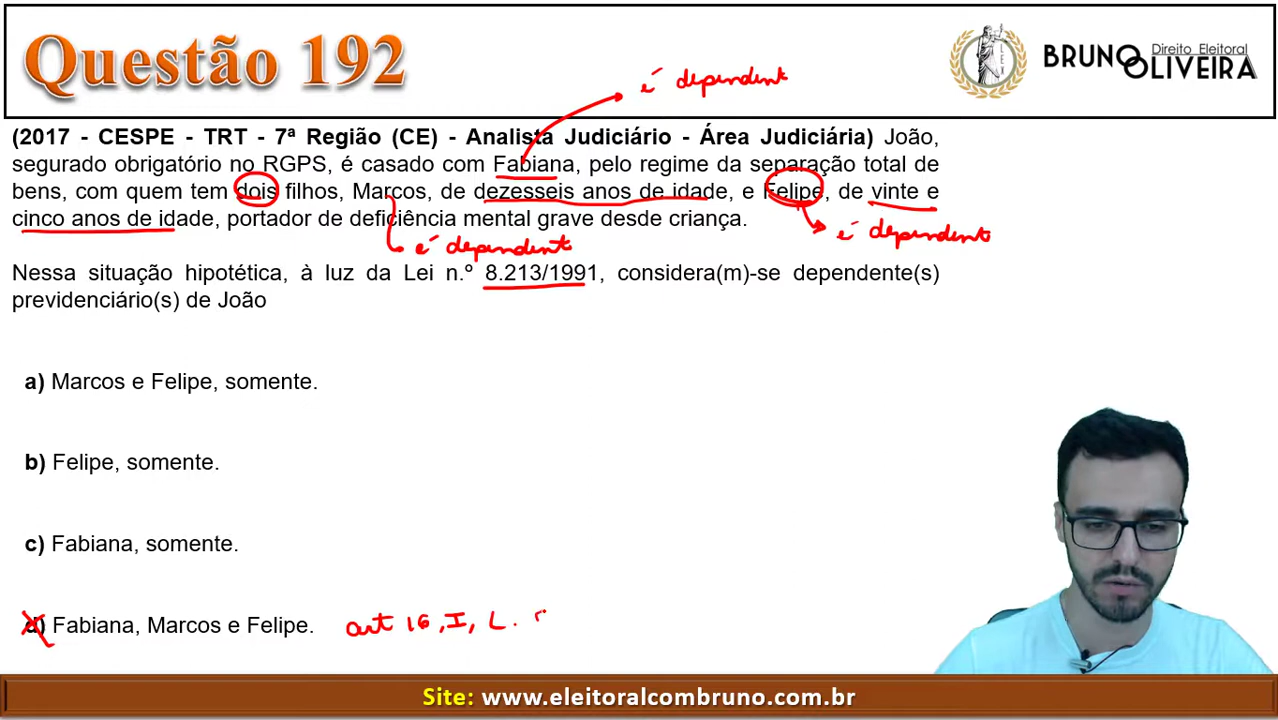 Questão 192
Direito Eleitoral
BRUNO OLIVEIRA
é dependent
(2017 - CESPE - TRT - 7ª Região (CE) - Analista Judiciário - Área Judiciária) João,
segurado obrigatório no RGPS, é casado com Fabiana, pelo regime da separação total de
bens, com quem tem dois filhos, Marcos, de dezesseis anos de idade, e Felipe, de vinte e
cinco anos de idade, portador de deficiência mental grave desde criança.
é dependent
é dependent
Nessa situação hipotética, à luz da Lei n.º 8.213/1991, considera(m)-se dependente(s)
previdenciário(s) de João
a) Marcos e Felipe, somente.
b) Felipe, somente.
c) Fabiana, somente.
d) Fabiana, Marcos e Felipe. art 16, I, L.
Site: www.eleitoralcombruno.com.br